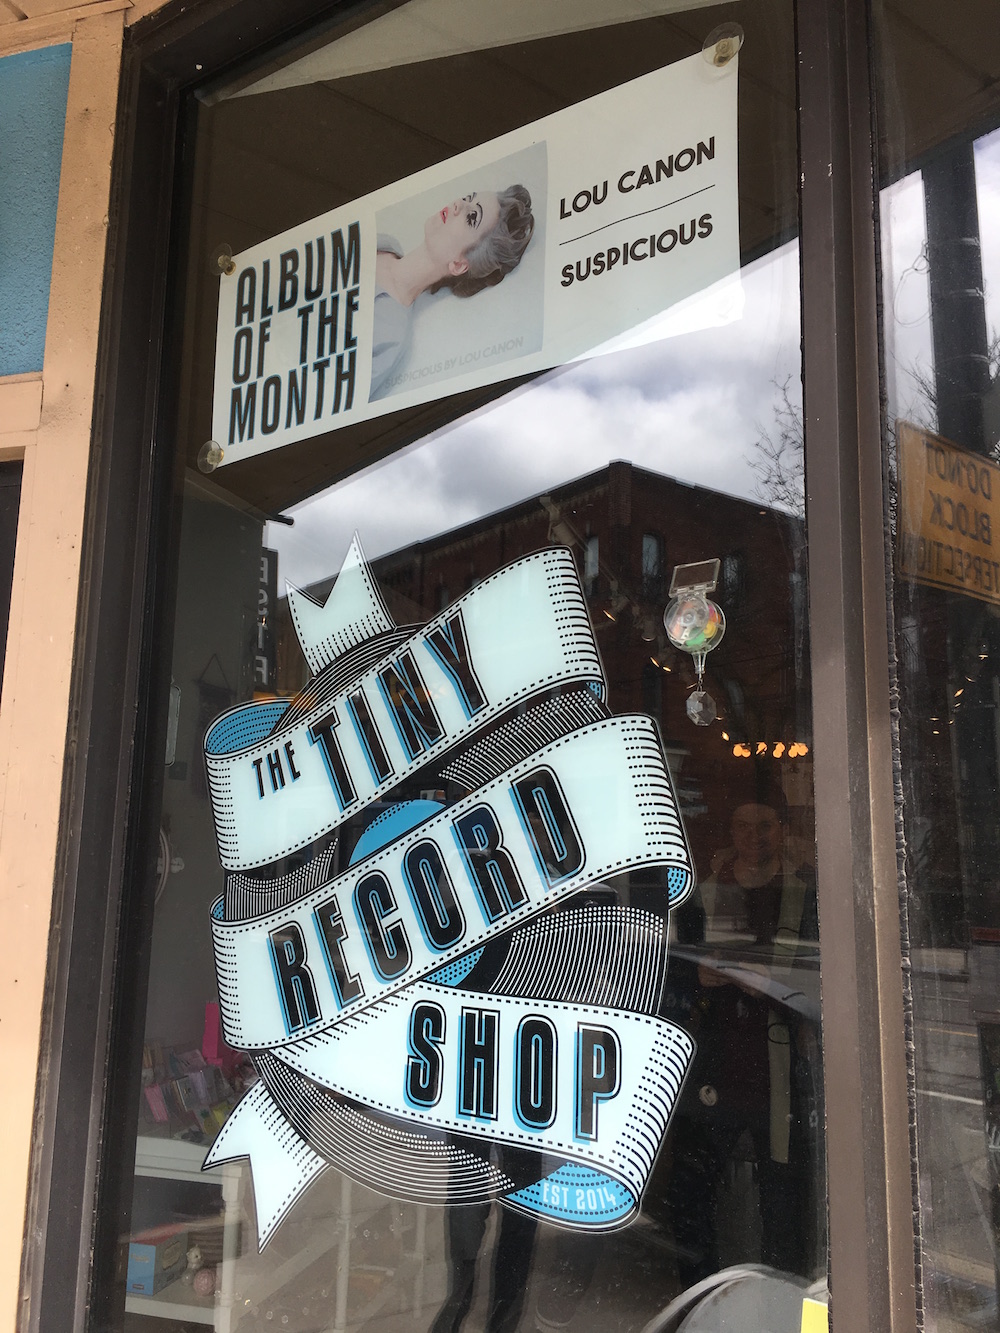 ALBUM
OF THE
MONTH
SUSPICIOUS BY LOU CANON
LOU CANON
SUSPICIOUS
THE TINY
RECORD
SHOP
EST 2014
DO NOT
BLOCK